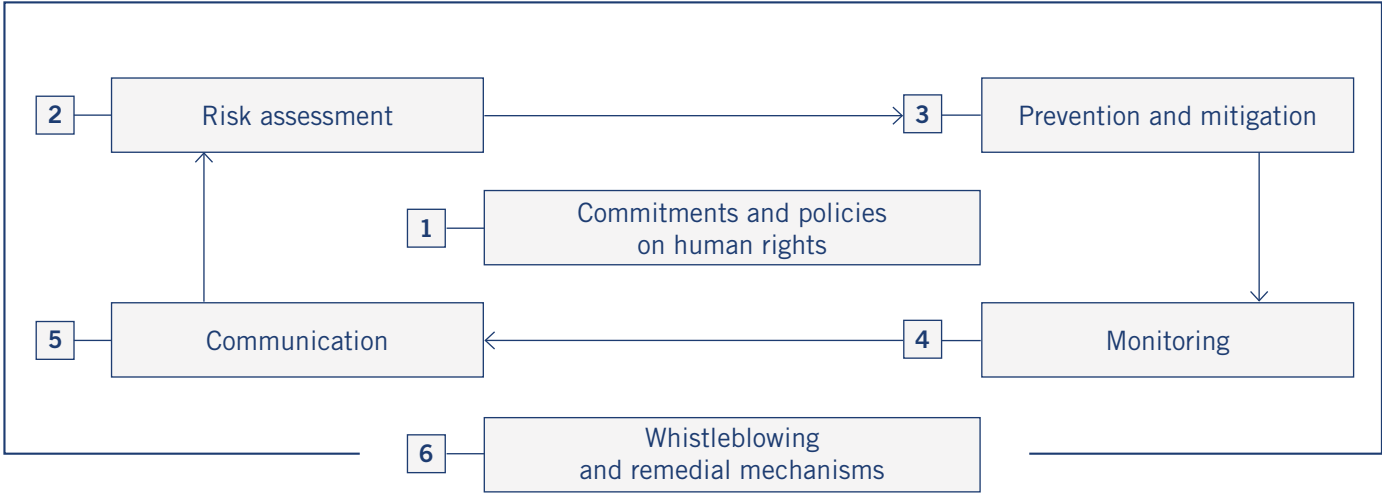 2
Risk assessment
3
Prevention and mitigation
1
Commitments and policies
on human rights
5
Communication
4
Monitoring
6
Whistleblowing
and remedial mechanisms